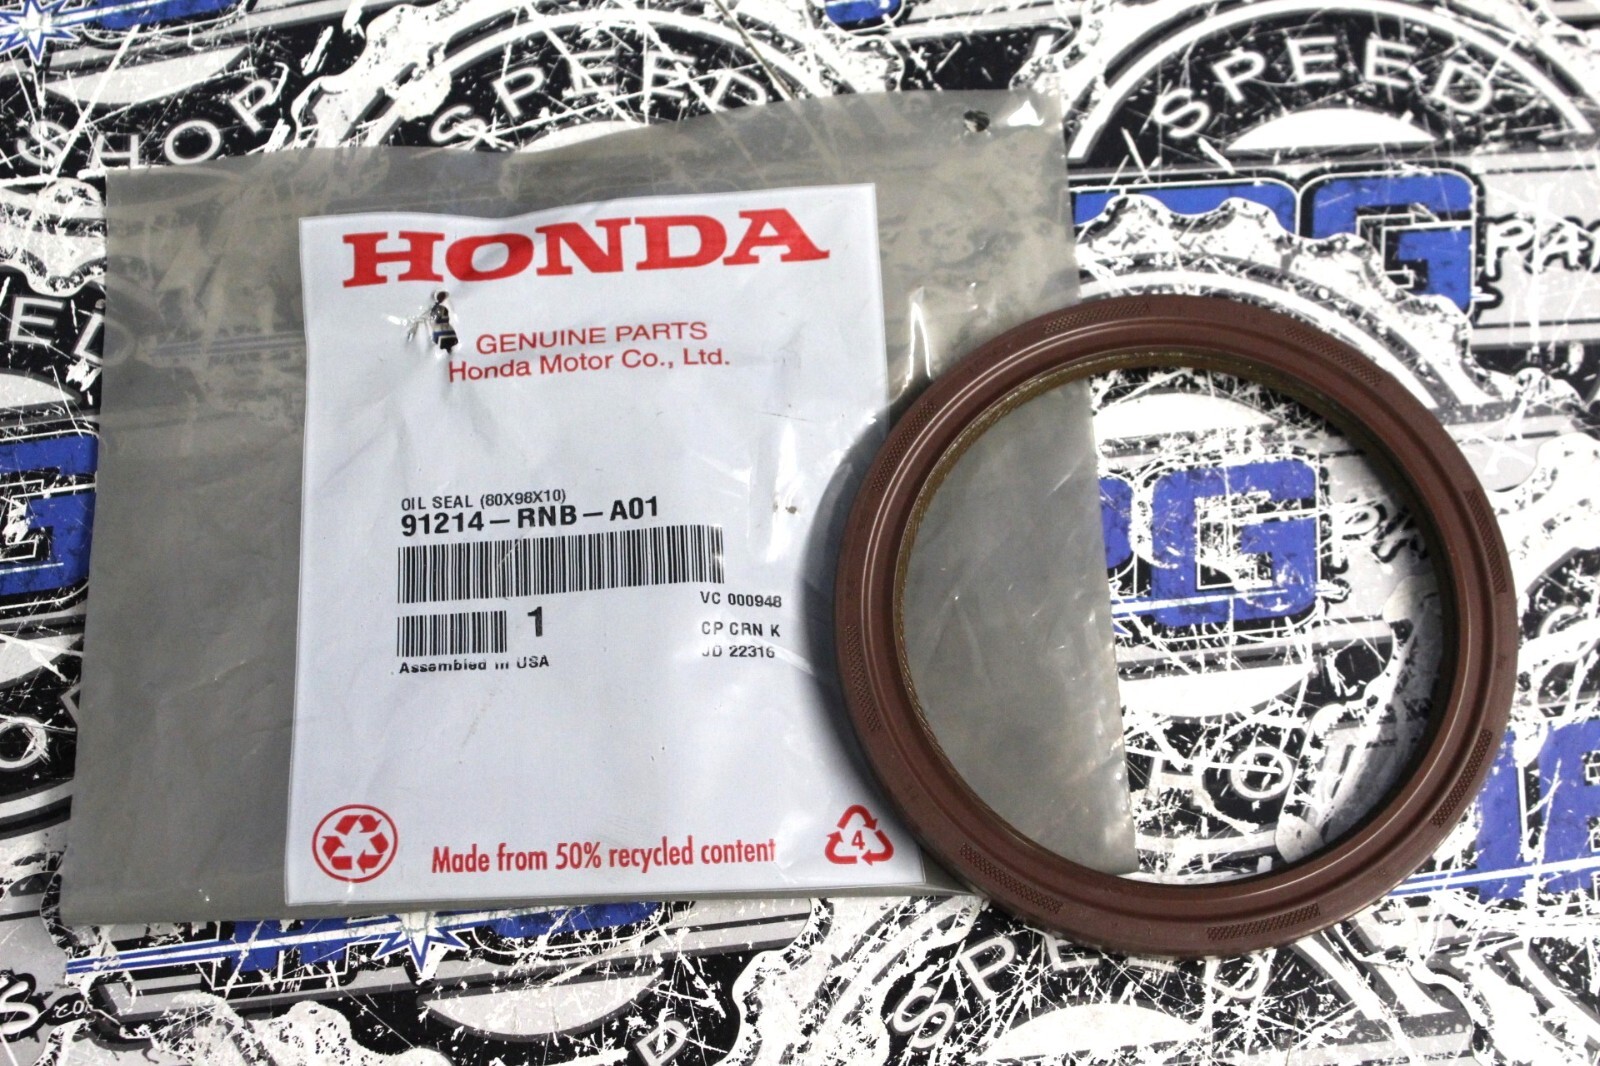 SHOP
SPEED
SPEED
HONDA
GENUINE PARTS
Honda Motor Co., Ltd.
OIL SEAL (80X98X10)
91214-RNB-A01
VC 000948
1
CP CRN K
JD 22316
Assembled in USA
4
Made from 50% recycled content